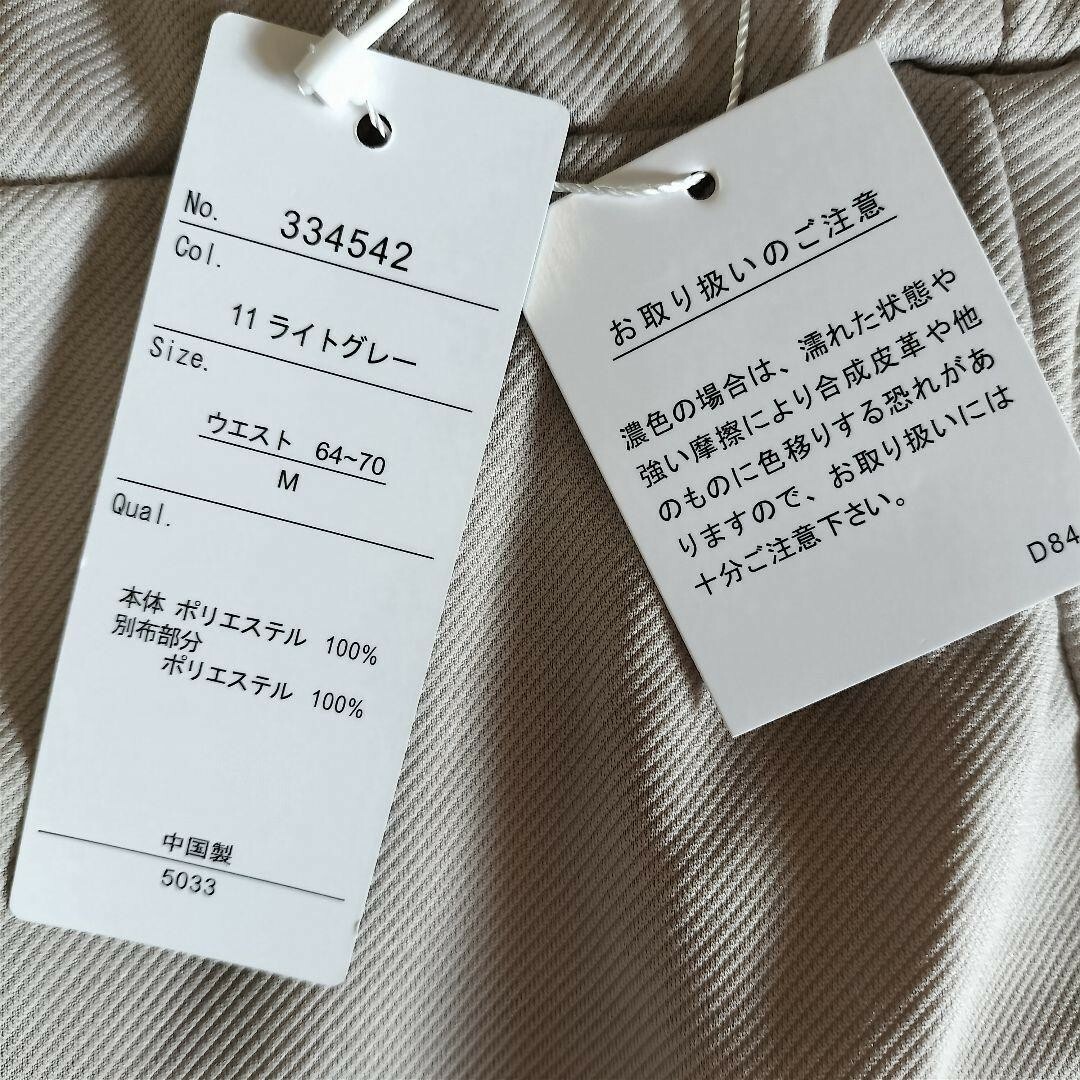 No. 334542
Col.
11 ライトグレー
Size.
ウエスト 64~70
M
Qual.
本体 ポリエステル 100%
別布部分
ポリエステル 100%
中国製
5033
お取り扱いのご注意
濃色の場合は、濡れた状態や
強い摩擦により合成皮革や他
のものに色移りする恐れがあ
りますので、お取り扱いには
十分ご注意下さい。
D84